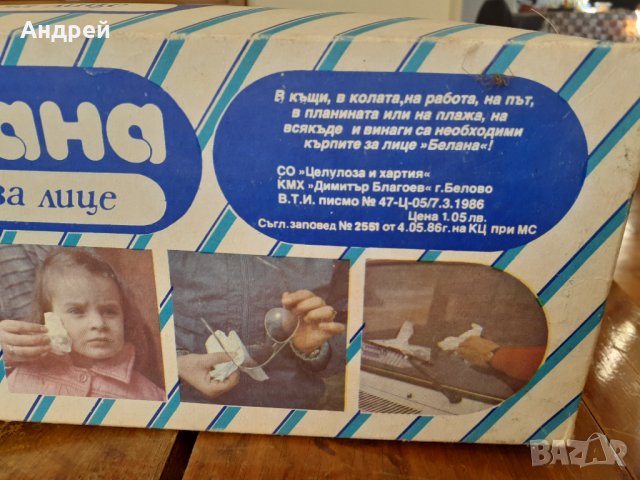 Андрей
лице
ана
за лице
В къщи, в колата,на работа, на път,
в планината или на плажа, на
всякъде и винаги са необходими
кърпите за лице »Белана«!
СО »Целулоза и хартия"
КМХ »Димитър Благоев« г.Белово
В.Т.И. писмо № 47-Ц-05/7.3.1986
Цена 1.05 лв.
Съгл.заповед № 2551 от 4.05.86г.на КЦ при МС
BAZAR